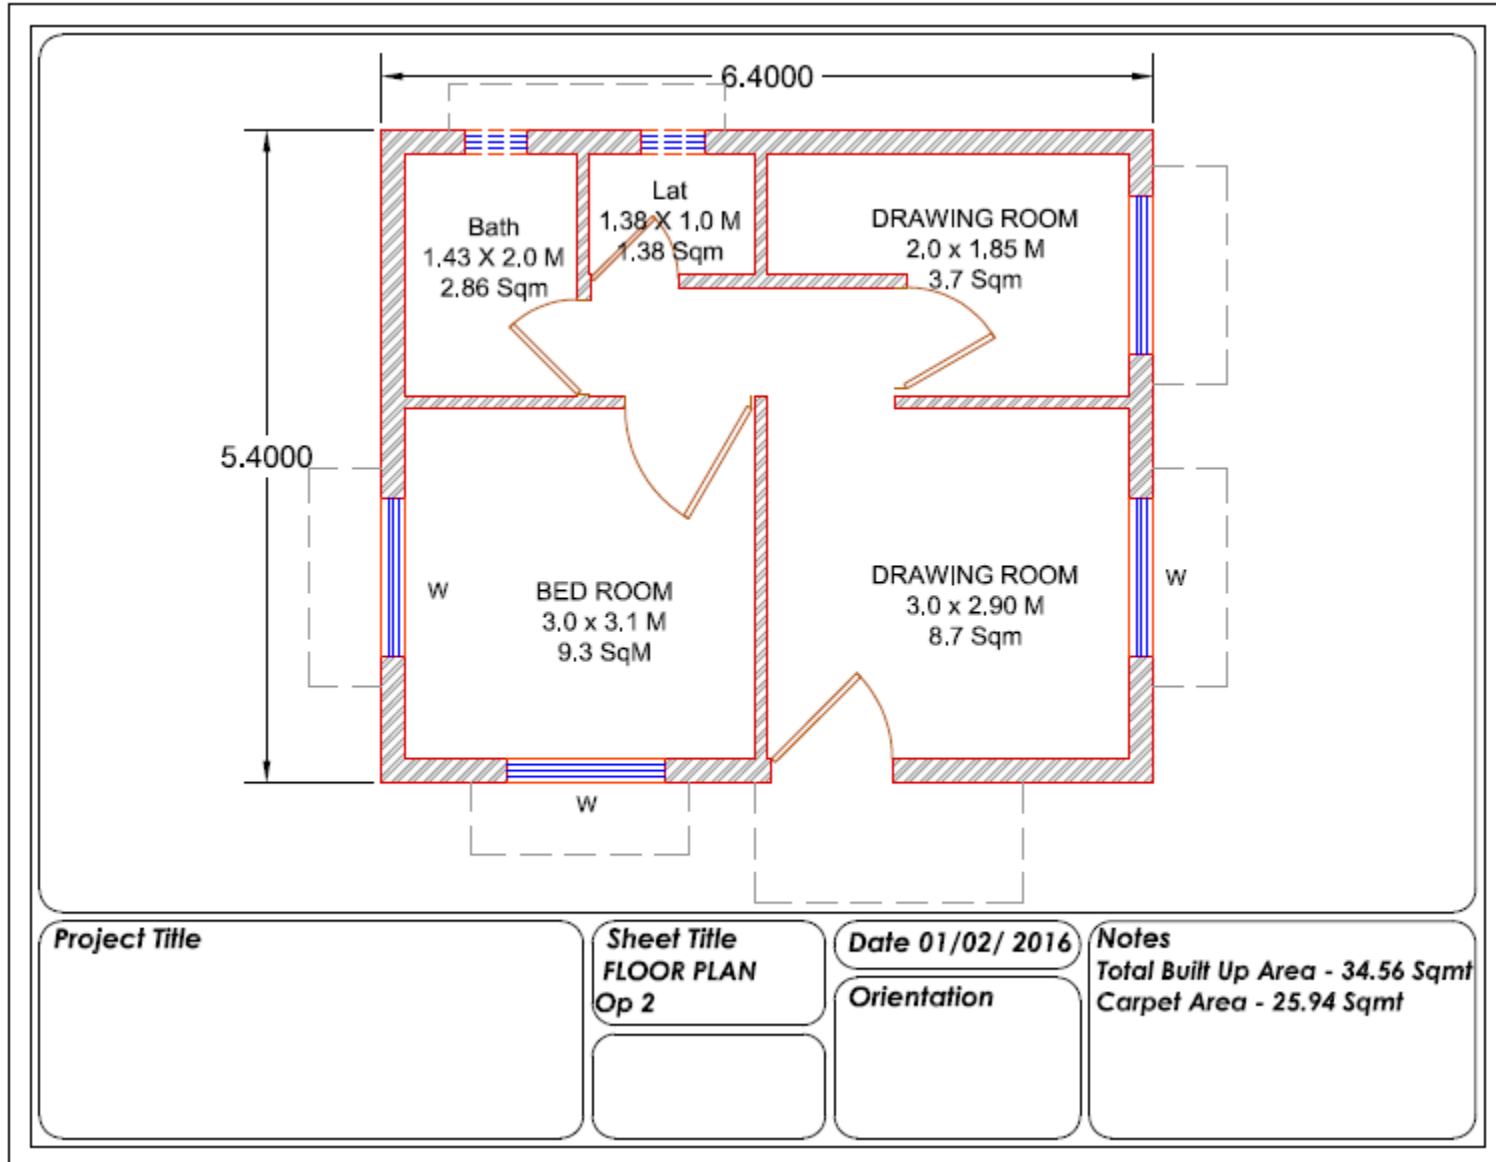 6.4000
Lat
1.38 X 1.0 M
1.38 Sqm
Bath
1.43 X 2.0 M
2.86 Sqm
DRAWING ROOM
2.0 x 1.85 M
3.7 Sqm
5.4000
W
BED ROOM
3.0 x 3.1 M
9.3 SqM
DRAWING ROOM
3.0 x 2.90 M
8.7 Sqm
W
W
Project Title
Sheet Title
FLOOR PLAN
Op 2
Date 01/02/ 2016
Orientation
Notes
Total Built Up Area - 34.56 Sqmt
Carpet Area - 25.94 Sqmt